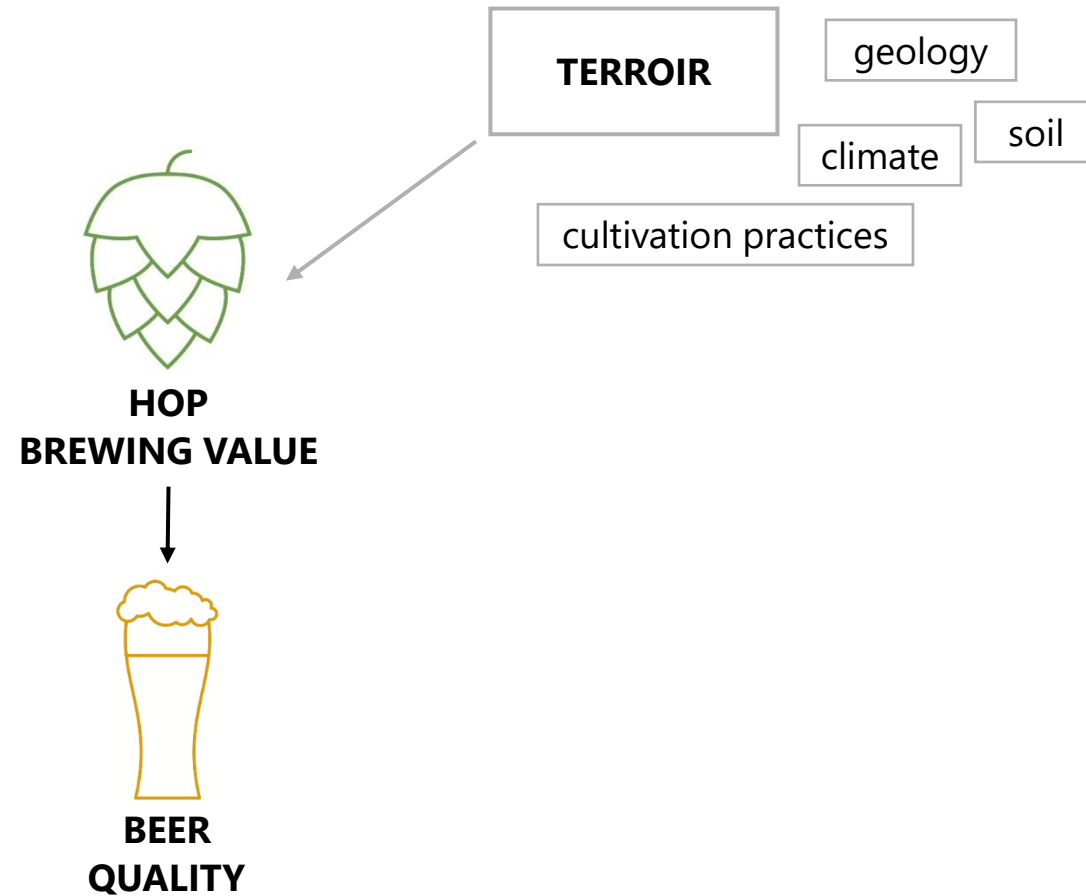 TERROIR
geology
soil
climate
cultivation practices
HOP
BREWING VALUE
BEER
QUALITY